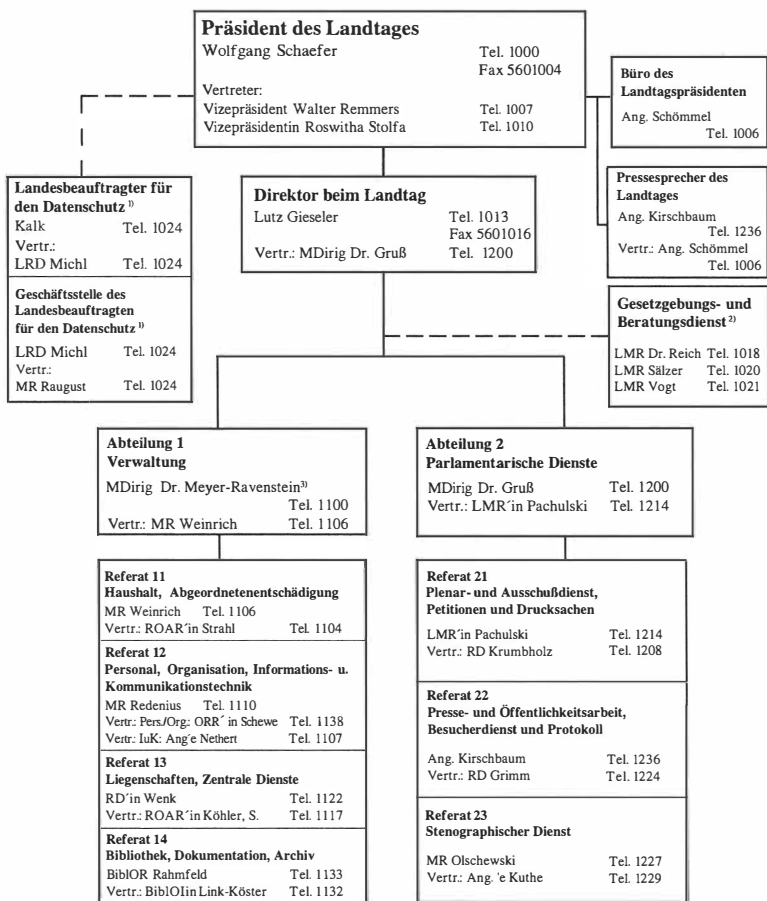 Präsident des Landtages
Wolfgang Schaefer Tel. 1000
Fax 5601004
Vertreter:
Vizepräsident Walter Remmers Tel. 1007
Vizepräsidentin Roswitha Stolfa Tel. 1010
Büro des
Landtagspräsidenten
Ang. Schömmel
Tel. 1006
Pressesprecher des
Landtages
Ang. Kirschbaum
Tel. 1236
Vertr.: Ang. Schömmel
Tel. 1006
Landesbeauftragter für
den Datenschutz ¹⁾
Kalk Tel. 1024
Vertr.:
LRD Michl Tel. 1024
Geschäftsstelle des
Landesbeauftragten
für den Datenschutz ¹⁾
LRD Michl Tel. 1024
Vertr.:
MR Raugust Tel. 1024
Direktor beim Landtag
Lutz Gieseler Tel. 1013
Fax 5601016
Vertr.: MDirig Dr. Gruß Tel. 1200
Gesetzgebungs- und
Beratungsdienst²⁾
LMR Dr. Reich Tel. 1018
LMR Sälzer Tel. 1020
LMR Vogt Tel. 1021
Abteilung 1
Verwaltung
MDirig Dr. Meyer-Ravenstein³⁾
Tel. 1100
Vertr.: MR Weinrich Tel. 1106
Abteilung 2
Parlamentarische Dienste
MDirig Dr. Gruß Tel. 1200
Vertr.: LMR´in Pachulski Tel. 1214
Referat 11
Haushalt, Abgeordnetenentschädigung
MR Weinrich Tel. 1106
Vertr.: ROAR´in Strahl Tel. 1104
Referat 12
Personal, Organisation, Informations- u.
Kommunikationstechnik
MR Redenius Tel. 1110
Vertr.: Pers./Org.: ORR´ in Schewe Tel. 1138
Vertr.: IuK: Ang´e Nethert Tel. 1107
Referat 13
Liegenschaften, Zentrale Dienste
RD´in Wenk Tel. 1122
Vertr.: ROAR´in Köhler, S. Tel. 1117
Referat 14
Bibliothek, Dokumentation, Archiv
BiblOR Rahmfeld Tel. 1133
Vertr.: BiblOIin Link-Köster Tel. 1132
Referat 21
Plenar- und Ausschußdienst,
Petitionen und Drucksachen
LMR´in Pachulski Tel. 1214
Vertr.: RD Krumbholz Tel. 1208
Referat 22
Presse- und Öffentlichkeitsarbeit,
Besucherdienst und Protokoll
Ang. Kirschbaum Tel. 1236
Vertr.: RD Grimm Tel. 1224
Referat 23
Stenographischer Dienst
MR Olschewski Tel. 1227
Vertr.: Ang. ´e Kuthe Tel. 1229